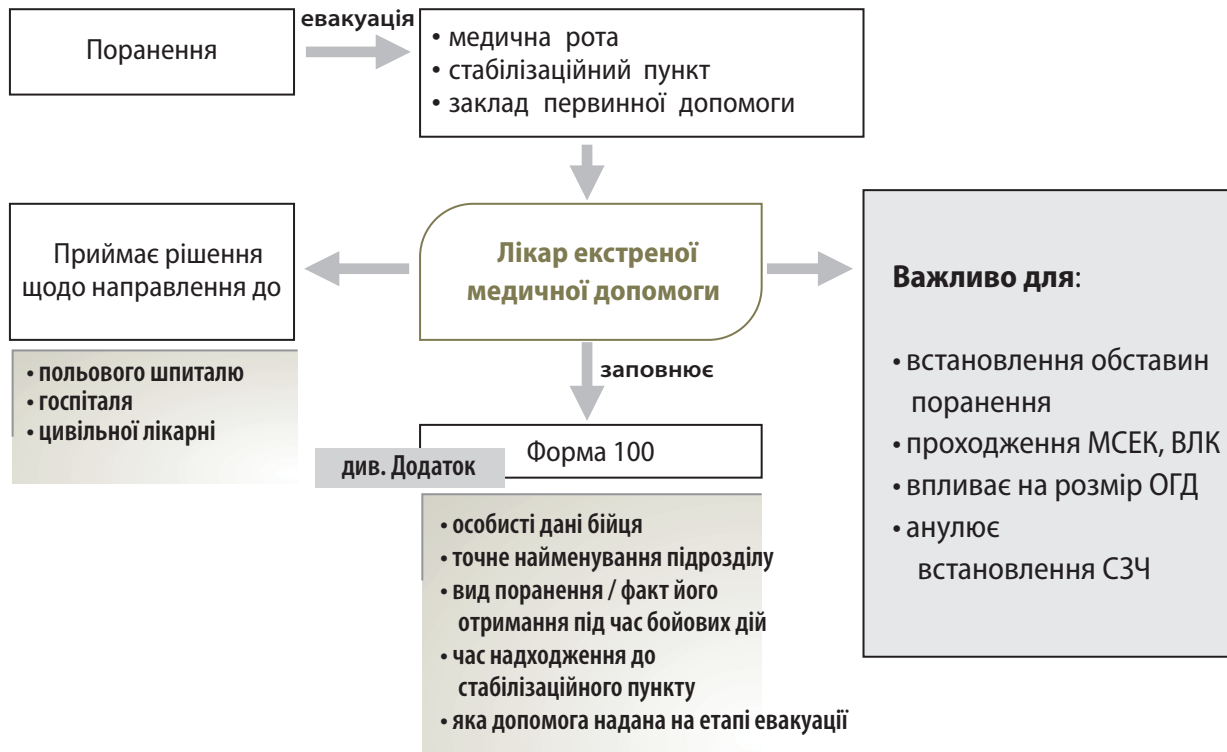 Поранення
евакуація
• медична рота
• стабілізаційний пункт
• заклад первинної допомоги
Приймає рішення
щодо направлення до
• польового шпиталю
• госпіталя
• цивільної лікарні
Лікар екстреної
медичної допомоги
заповнює
Форма 100
див. Додаток
• особисті дані бійця
• точне найменування підрозділу
• вид поранення / факт його
отримання під час бойових дій
• час надходження до
стабілізаційного пункту
• яка допомога надана на етапі евакуації
Важливо для:
• встановлення обставин
поранення
• проходження МСЕК, ВЛК
• впливає на розмір ОГД
• анулює
встановлення СЗЧ